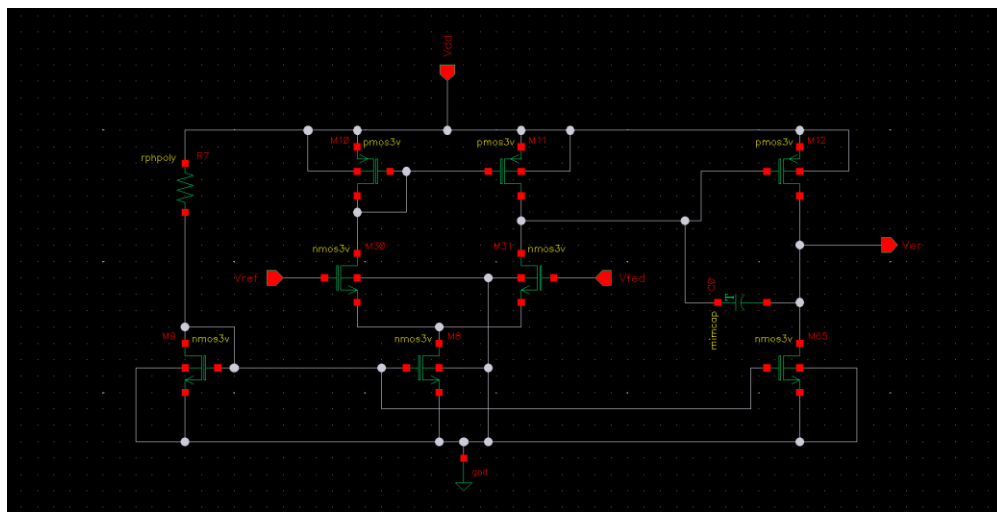 Vdd
M10
pmos3v
M11
pmos3v
M12
pmos3v
rphpoly
R7
nmos3v
M30
M31
nmos3v
Vref
Vfed
Ver
C0
T
mimcap
M9
nmos3v
M8
nmos3v
M65
nmos3v
gnd